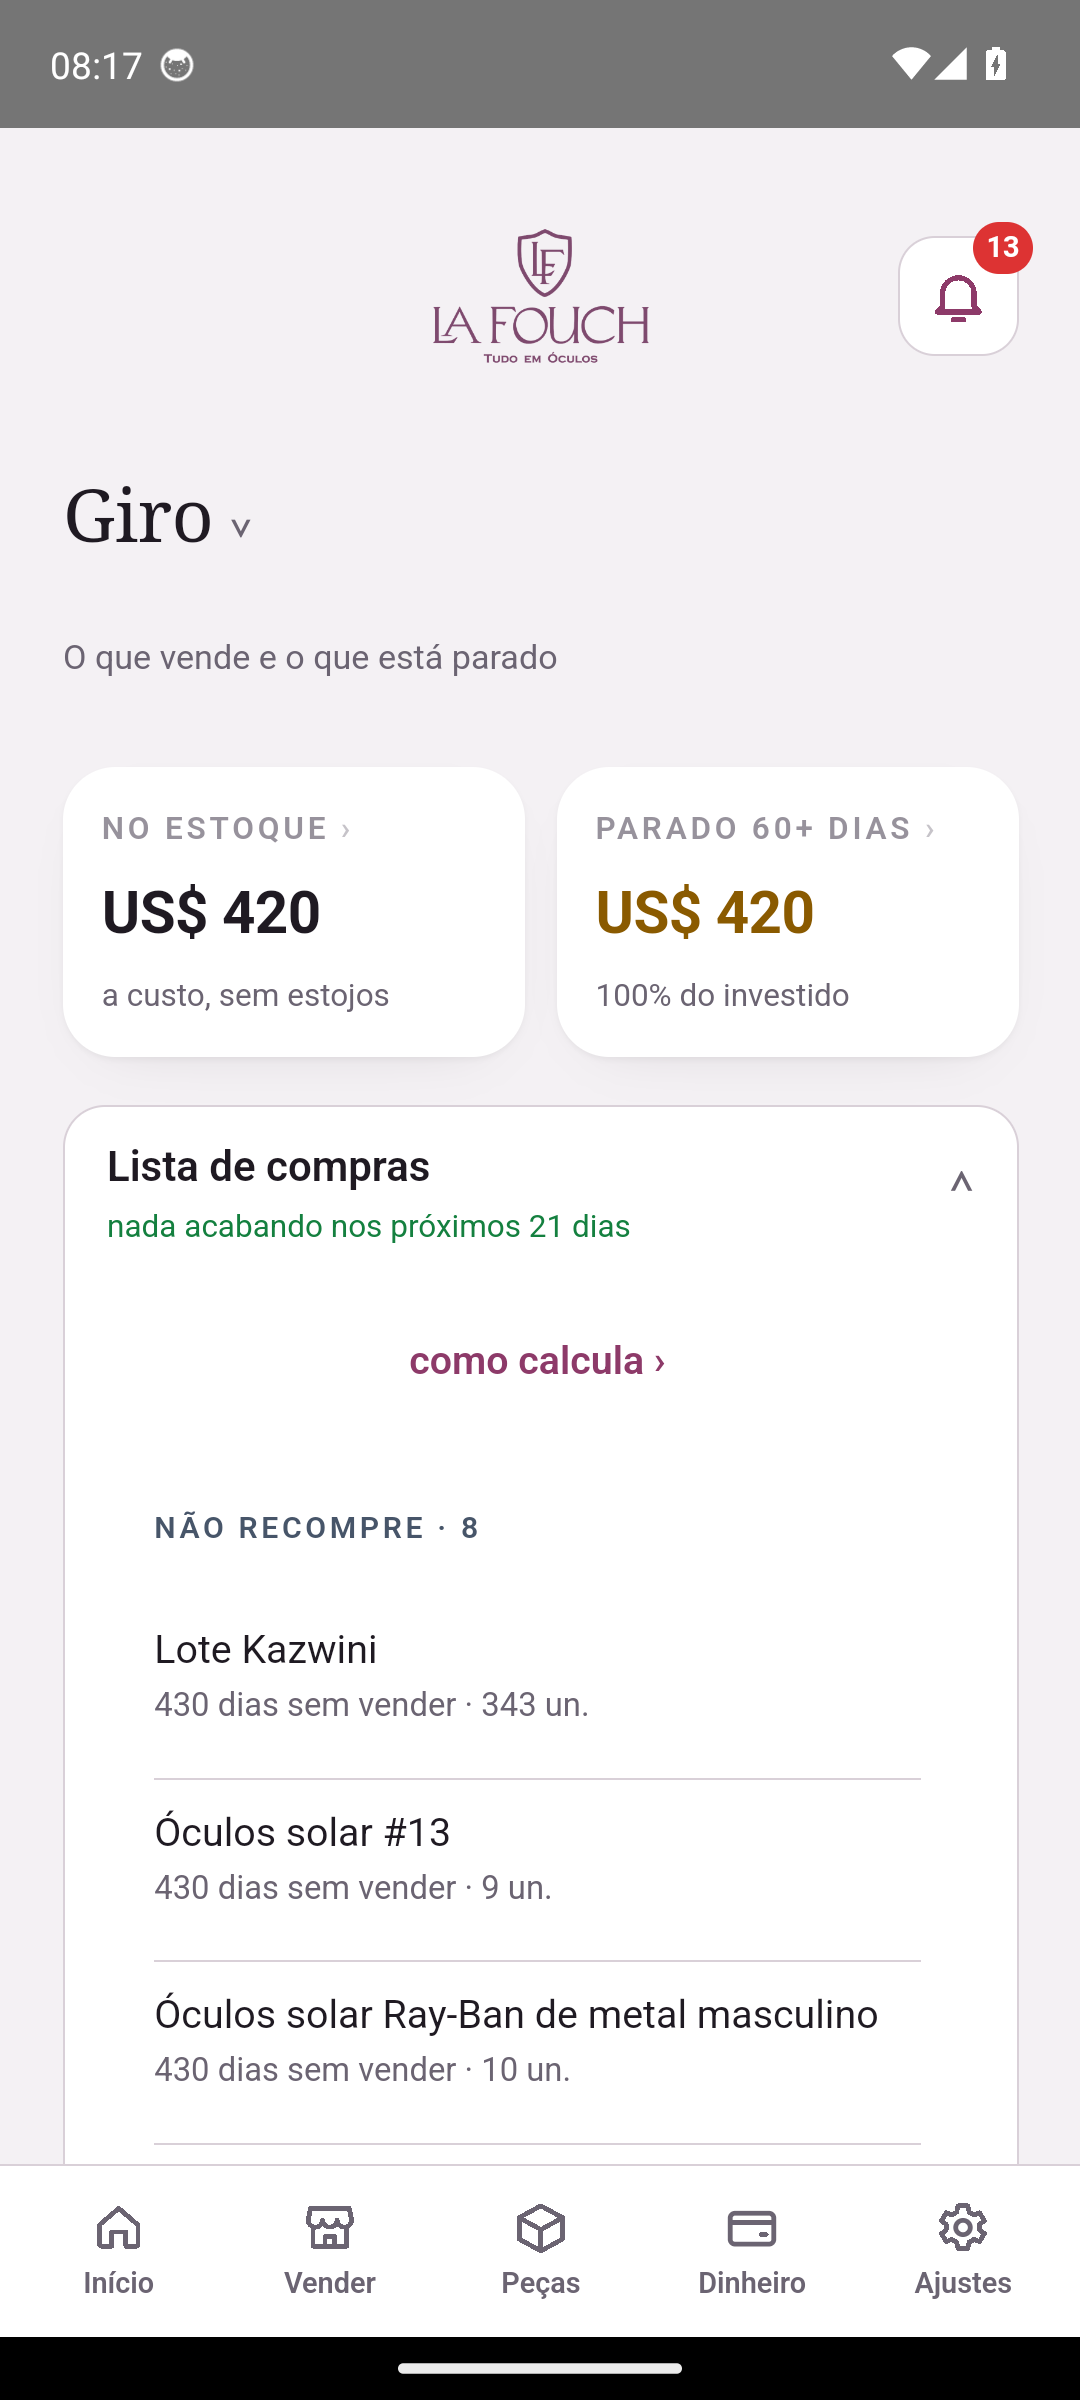 08:17
13
LF
LA FOUCH
TUDO EM ÓCULOS
Giro
O que vende e o que está parado
NO ESTOQUE ›
US$ 420
a custo, sem estojos
PARADO 60+ DIAS ›
US$ 420
100% do investido
Lista de compras
nada acabando nos próximos 21 dias
como calcula ›
NÃO RECOMPRE · 8
Lote Kazwini
430 dias sem vender · 343 un.
Óculos solar #13
430 dias sem vender · 9 un.
Óculos solar Ray-Ban de metal masculino
430 dias sem vender · 10 un.
Início
Vender
Peças
Dinheiro
Ajustes